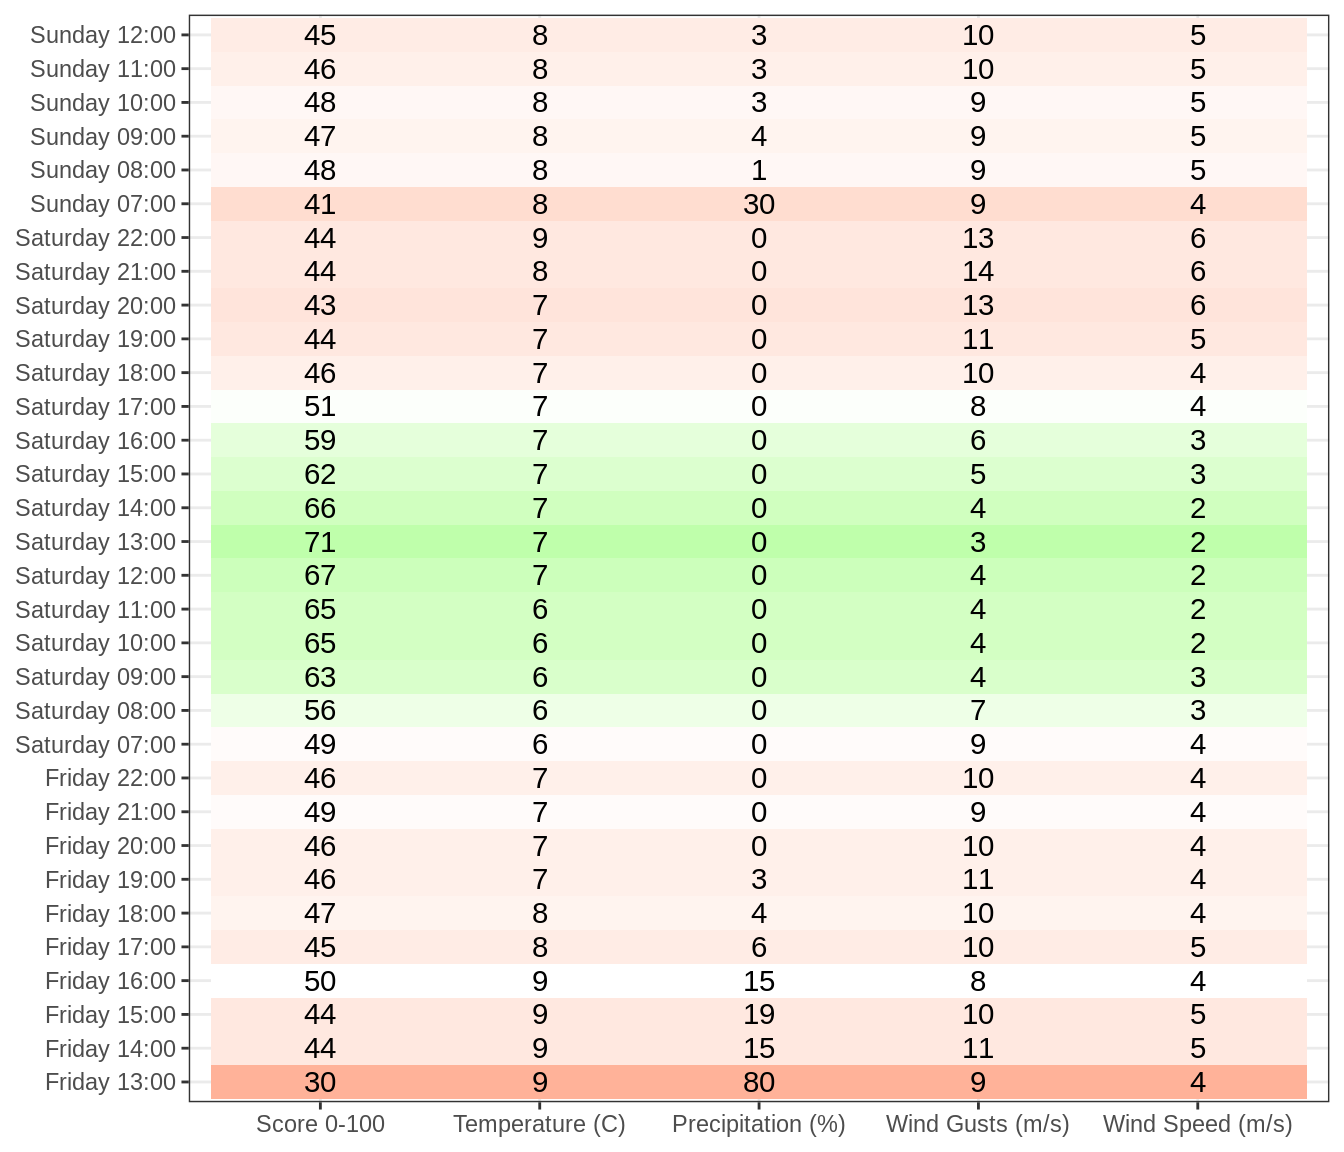 Sunday 12:00 45 8 3 10 5
Sunday 11:00 46 8 3 10 5
Sunday 10:00 48 8 3 9 5
Sunday 09:00 47 8 4 9 5
Sunday 08:00 48 8 1 9 5
Sunday 07:00 41 8 30 9 4
Saturday 22:00 44 9 0 13 6
Saturday 21:00 44 8 0 14 6
Saturday 20:00 43 7 0 13 6
Saturday 19:00 44 7 0 11 5
Saturday 18:00 46 7 0 10 4
Saturday 17:00 51 7 0 8 4
Saturday 16:00 59 7 0 6 3
Saturday 15:00 62 7 0 5 3
Saturday 14:00 66 7 0 4 2
Saturday 13:00 71 7 0 3 2
Saturday 12:00 67 7 0 4 2
Saturday 11:00 65 6 0 4 2
Saturday 10:00 65 6 0 4 2
Saturday 09:00 63 6 0 4 3
Saturday 08:00 56 6 0 7 3
Saturday 07:00 49 6 0 9 4
Friday 22:00 46 7 0 10 4
Friday 21:00 49 7 0 9 4
Friday 20:00 46 7 0 10 4
Friday 19:00 46 7 3 11 4
Friday 18:00 47 8 4 10 4
Friday 17:00 45 8 6 10 5
Friday 16:00 50 9 15 8 4
Friday 15:00 44 9 19 10 5
Friday 14:00 44 9 15 11 5
Friday 13:00 30 9 80 9 4
Score 0-100 Temperature (C) Precipitation (%) Wind Gusts (m/s) Wind Speed (m/s)